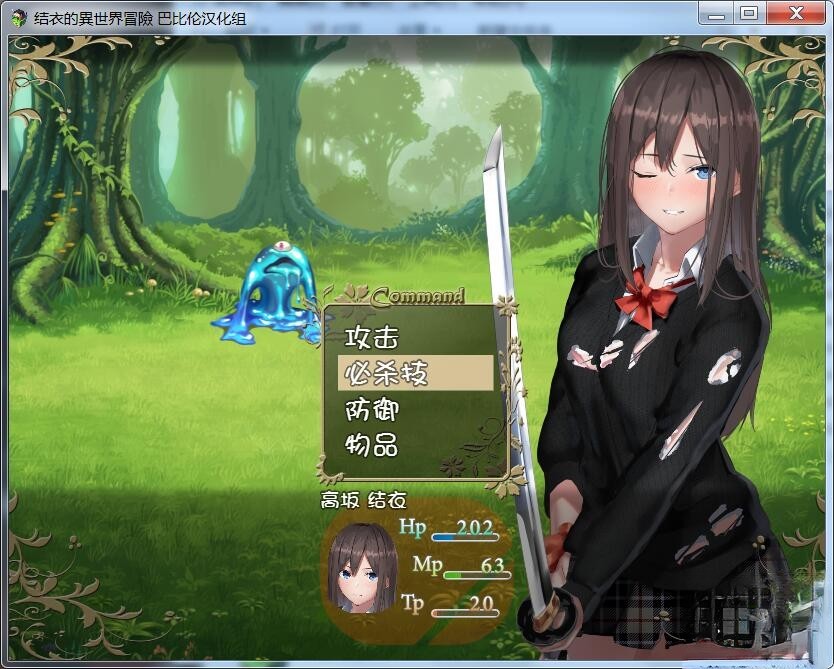 结衣的異世界冒險 巴比伦汉化组
Command
攻击
必杀技
防御
物品
高坂 结衣
Hp 202
Mp 63
Tp 20